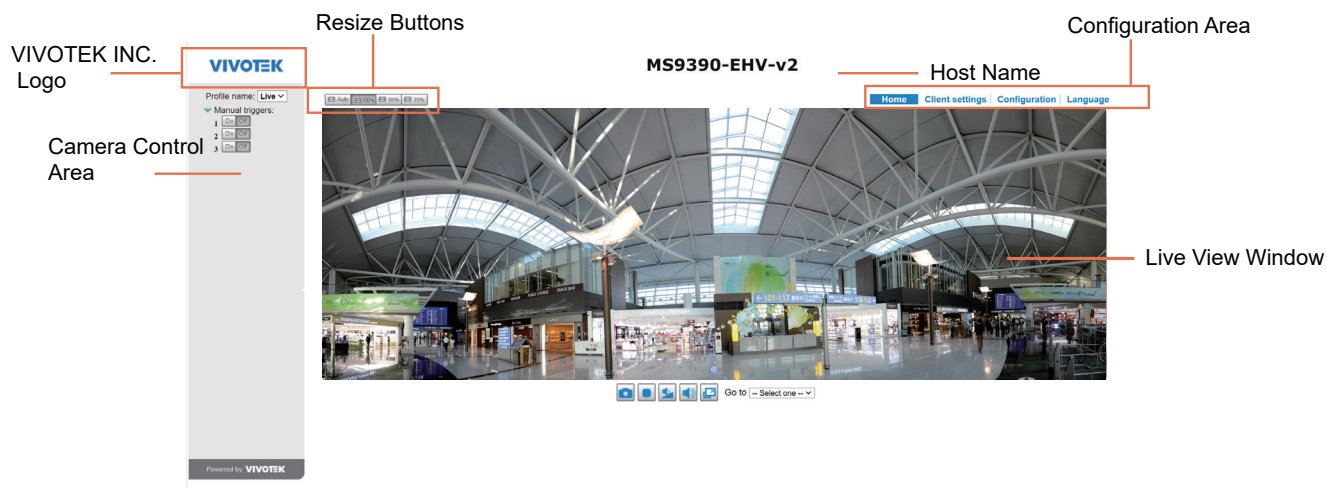 Resize Buttons
Configuration Area
VIVOTEK INC.
Logo
VIVOTEK
MS9390-EHV-v2
Host Name
Profile name: Live
Auto 100% 50% 25%
Home Client settings Configuration Language
Manual triggers:
1 On Off
2 On Off
3 On Off
Camera Control
Area
Live View Window
101-117
Go to -- Select one --
Powered by VIVOTEK